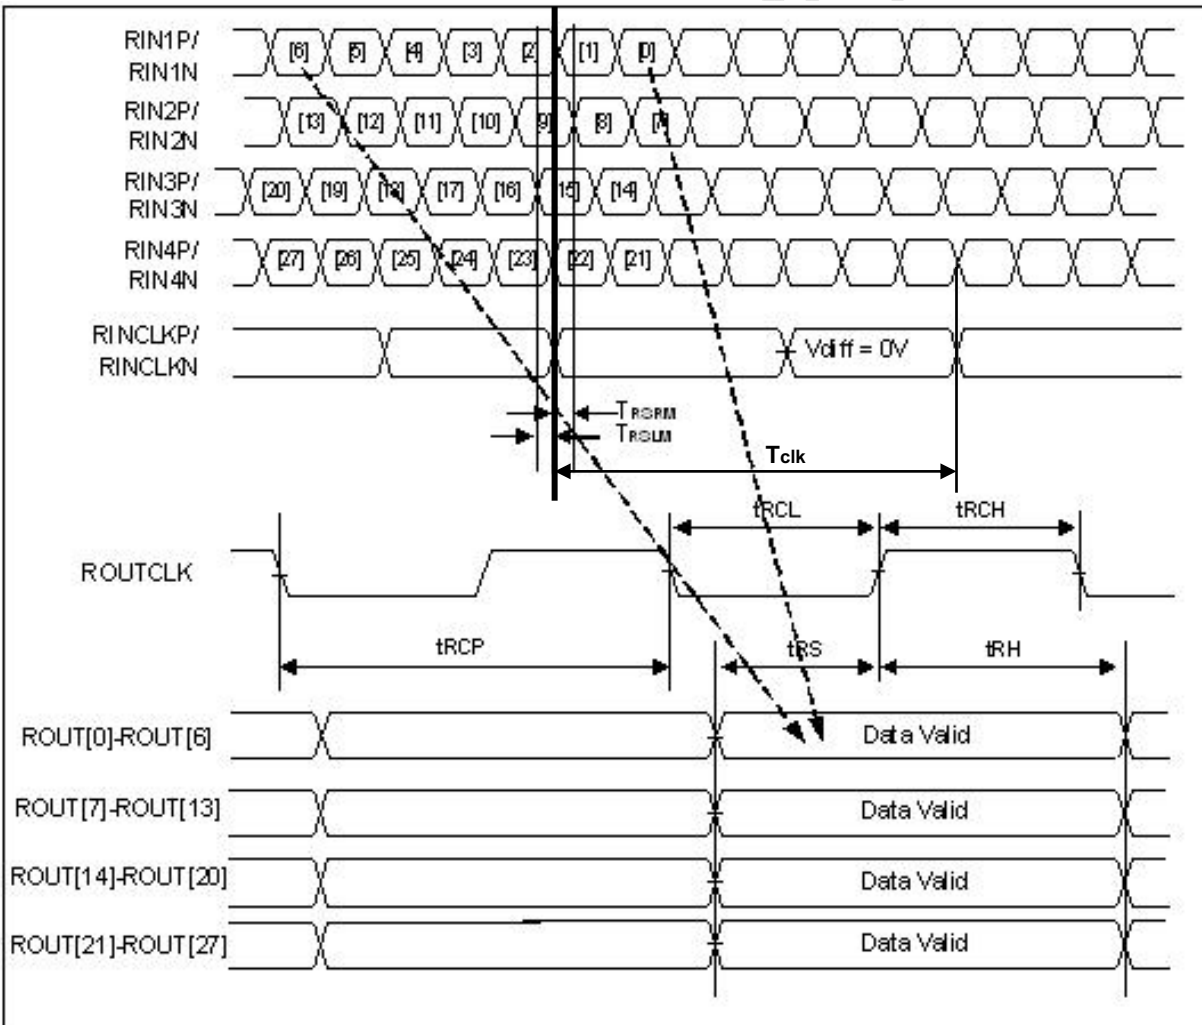 RIN1P/
RIN1N
[6] [5] [4] [3] [2] [1] [0]
RIN2P/
RIN2N
[13] [12] [11] [10] [9] [8] [7]
RIN3P/
RIN3N
[20] [19] [18] [17] [16] [15] [14]
RIN4P/
RIN4N
[27] [26] [25] [24] [23] [22] [21]
RINCLKP/
RINCLKN
Vdiff = 0V
TRSRM
TRSLM
Tclk
tRCL tRCH
ROUTCLK
tRCP tRS tRH
ROUT[0]-ROUT[6] Data Valid
ROUT[7]-ROUT[13] Data Valid
ROUT[14]-ROUT[20] Data Valid
ROUT[21]-ROUT[27] Data Valid